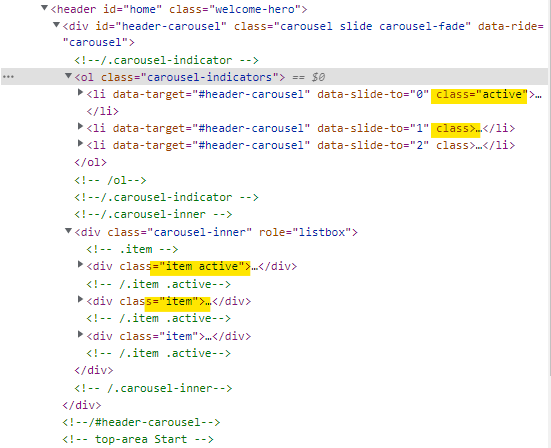 <header id="home" class="welcome-hero">
<div id="header-carousel" class="carousel slide carousel-fade" data-ride=
"carousel">
<!--/.carousel-indicator -->
<ol class="carousel-indicators"> == $0
<li data-target="#header-carousel" data-slide-to="0" class="active">…
</li>
<li data-target="#header-carousel" data-slide-to="1" class>…</li>
<li data-target="#header-carousel" data-slide-to="2" class>…</li>
</ol>
<!-- /ol-->
<!--/.carousel-indicator -->
<!--/.carousel-inner -->
<div class="carousel-inner" role="listbox">
<!-- .item -->
<div class="item active">…</div>
<!-- /.item .active-->
<div class="item">…</div>
<!-- /.item .active-->
<div class="item">…</div>
<!-- /.item .active-->
</div>
<!-- /.carousel-inner-->
</div>
<!--/#header-carousel-->
<!-- top-area Start -->